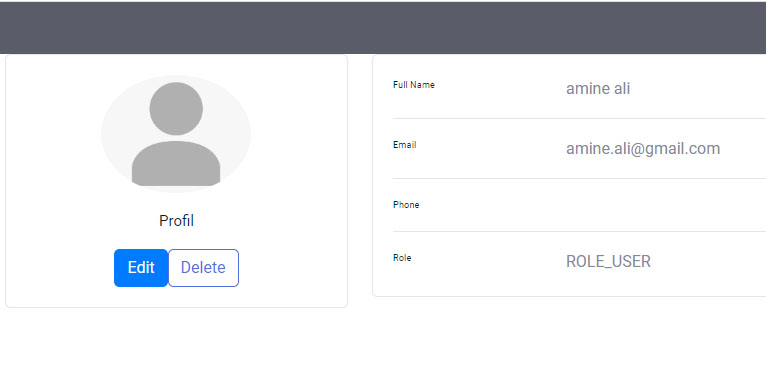 Profil
Edit Delete
Full Name amine ali
Email amine.ali@gmail.com
Phone
Role ROLE_USER